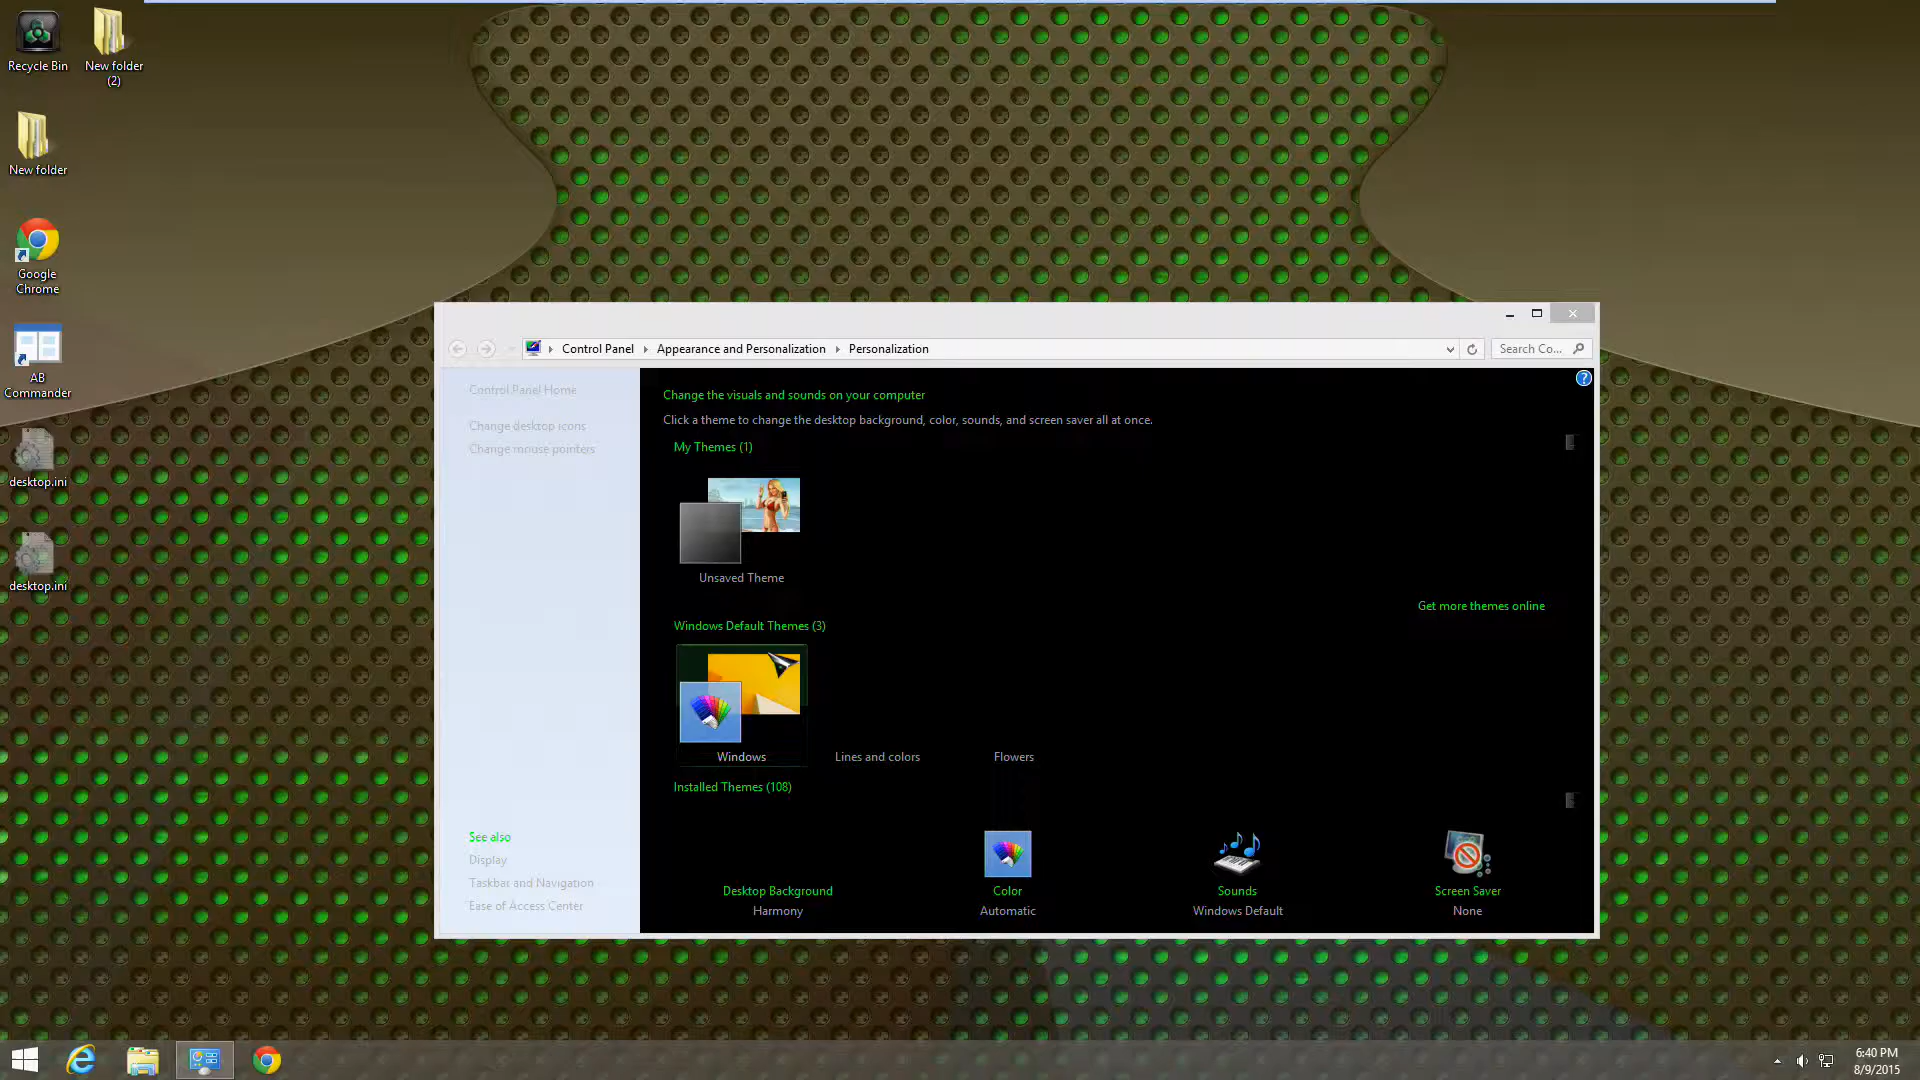 Recycle Bin
New folder
(2)
New folder
Google
Chrome
AB
Commander
desktop.ini
desktop.ini
Control Panel
Appearance and Personalization
Personalization
Search Co...
Control Panel Home
Change desktop icons
Change mouse pointers
See also
Display
Taskbar and Navigation
Ease of Access Center
Change the visuals and sounds on your computer
Click a theme to change the desktop background, color, sounds, and screen saver all at once.
My Themes (1)
Unsaved Theme
Get more themes online
Windows Default Themes (3)
Windows
Lines and colors
Flowers
Installed Themes (108)
Desktop Background
Harmony
Color
Automatic
Sounds
Windows Default
Screen Saver
None
6:40 PM
8/9/2015